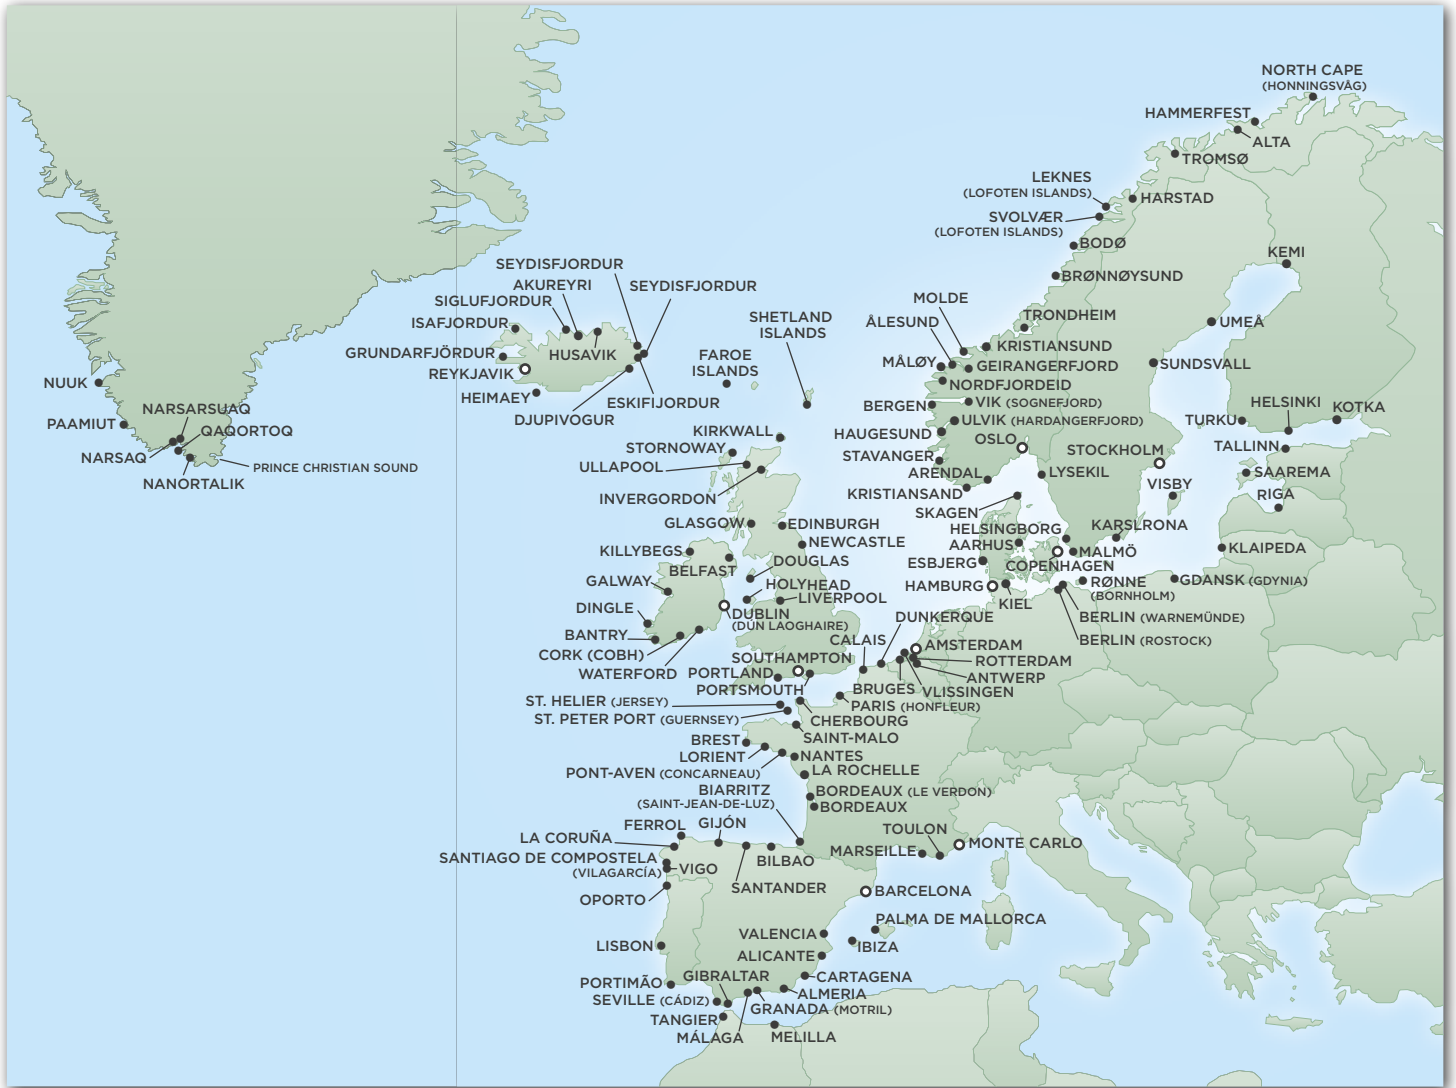 NORTH CAPE
(HONNINGSVÅG)
HAMMERFEST
ALTA
TROMSØ
LEKNES
(LOFOTEN ISLANDS)
HARSTAD
SVOLVÆR
(LOFOTEN ISLANDS)
BODØ
KEMI
BRØNNØYSUND
SEYDISFJORDUR
AKUREYRI
SEYDISFJORDUR
SIGLUFJORDUR
ISAFJORDUR
HUSAVIK
GRUNDARFJÖRDUR
REYKJAVIK
HEIMAEY
ESKIFIJORDUR
DJUPIVOGUR
SHETLAND
ISLANDS
FAROE
ISLANDS
MOLDE
TRONDHEIM
ÅLESUND
UMEÅ
KRISTIANSUND
MÅLØY
GEIRANGERFJORD
SUNDSVALL
NORDFJORDEID
NUUK
NARSARSUAQ
PAAMIUT
QAQORTOQ
NARSAQ
PRINCE CHRISTIAN SOUND
NANORTALIK
BERGEN
VIK (SOGNEFJORD)
ULVIK (HARDANGERFJORD)
HELSINKI
KOTKA
TURKU
HAUGESUND
OSLO
STOCKHOLM
TALLINN
STAVANGER
ARENDAL
LYSEKIL
SAAREMA
VISBY
RIGA
KRISTIANSAND
SKAGEN
KIRKWALL
STORNOWAY
ULLAPOOL
INVERGORDON
GLASGOW
EDINBURGH
NEWCASTLE
HELSINGBORG
KARSLRONA
AARHUS
MALMÖ
KLAIPEDA
COPENHAGEN
ESBJERG
KILLYBEGS
BELFAST
DOUGLAS
GALWAY
HOLYHEAD
LIVERPOOL
HAMBURG
KIEL
RØNNE
(BORNHOLM)
GDANSK (GDYNIA)
DINGLE
DUBLIN
(DÚN LAOGHAIRE)
DUNKERQUE
BERLIN (WARNEMÜNDE)
BERLIN (ROSTOCK)
BANTRY
CORK (COBH)
WATERFORD
CALAIS
AMSTERDAM
ROTTERDAM
ANTWERP
SOUTHAMPTON
PORTLAND
PORTSMOUTH
BRUGES
VLISSINGEN
ST. HELIER (JERSEY)
PARIS (HONFLEUR)
ST. PETER PORT (GUERNSEY)
CHERBOURG
SAINT-MALO
BREST
LORIENT
NANTES
PONT-AVEN (CONCARNEAU)
LA ROCHELLE
BIARRITZ
(SAINT-JEAN-DE-LUZ)
BORDEAUX (LE VERDON)
BORDEAUX
FERROL
GIJÓN
TOULON
LA CORUÑA
MARSEILLE
MONTE CARLO
SANTIAGO DE COMPOSTELA
(VILAGARCÍA)
VIGO
BILBAO
SANTANDER
OPORTO
BARCELONA
PALMA DE MALLORCA
VALENCIA
IBIZA
LISBON
ALICANTE
CARTAGENA
PORTIMÃO
GIBRALTAR
ALMERIA
SEVILLE (CÁDIZ)
GRANADA (MOTRIL)
TANGIER
MÁLAGA
MELILLA